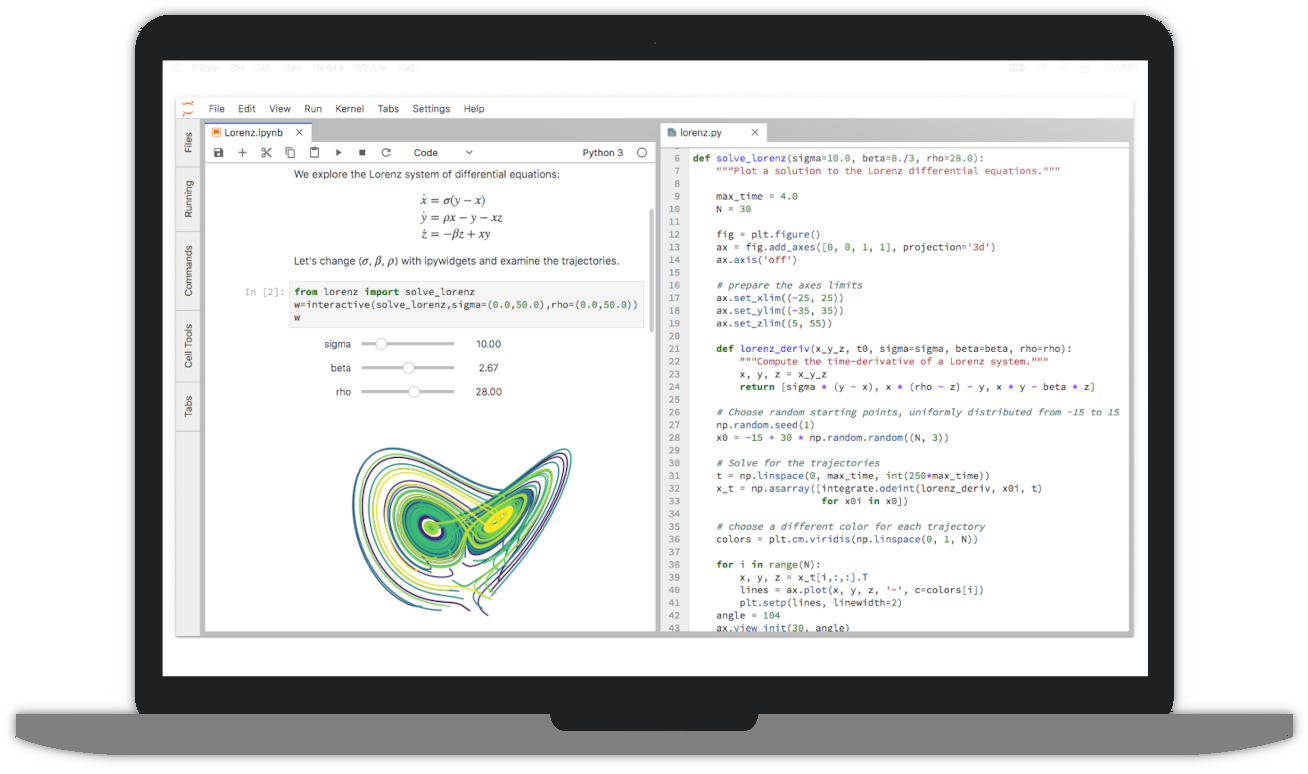 File Edit View Run Kernel Tabs Settings Help
Files
Running
Commands
Cell Tools
Tabs
Lorenz.ipynb
Code
Python 3
We explore the Lorenz system of differential equations:
ẋ = σ(y − x)
ẏ = ρx − y − xz
ż = −βz + xy
Let's change (σ, β, ρ) with ipywidgets and examine the trajectories.
In [2]:
from lorenz import solve_lorenz
w=interactive(solve_lorenz,sigma=(0.0,50.0),rho=(0.0,50.0))
w
sigma 10.00
beta 2.67
rho 28.00
lorenz.py
6 def solve_lorenz(sigma=10.0, beta=8./3, rho=28.0):
7 """Plot a solution to the Lorenz differential equations."""
8
9 max_time = 4.0
10 N = 30
11
12 fig = plt.figure()
13 ax = fig.add_axes([0, 0, 1, 1], projection='3d')
14 ax.axis('off')
15
16 # prepare the axes limits
17 ax.set_xlim((-25, 25))
18 ax.set_ylim((-35, 35))
19 ax.set_zlim((5, 55))
20
21 def lorenz_deriv(x_y_z, t0, sigma=sigma, beta=beta, rho=rho):
22 """Compute the time-derivative of a Lorenz system."""
23 x, y, z = x_y_z
24 return [sigma * (y - x), x * (rho - z) - y, x * y - beta * z]
25
26 # Choose random starting points, uniformly distributed from -15 to 15
27 np.random.seed(1)
28 x0 = -15 + 30 * np.random.random((N, 3))
29
30 # Solve for the trajectories
31 t = np.linspace(0, max_time, int(250*max_time))
32 x_t = np.asarray([integrate.odeint(lorenz_deriv, x0i, t)
33 for x0i in x0])
34
35 # choose a different color for each trajectory
36 colors = plt.cm.viridis(np.linspace(0, 1, N))
37
38 for i in range(N):
39 x, y, z = x_t[i,:,:].T
40 lines = ax.plot(x, y, z, '-', c=colors[i])
41 plt.setp(lines, linewidth=2)
42 angle = 104
43 ax.view_init(30, angle)